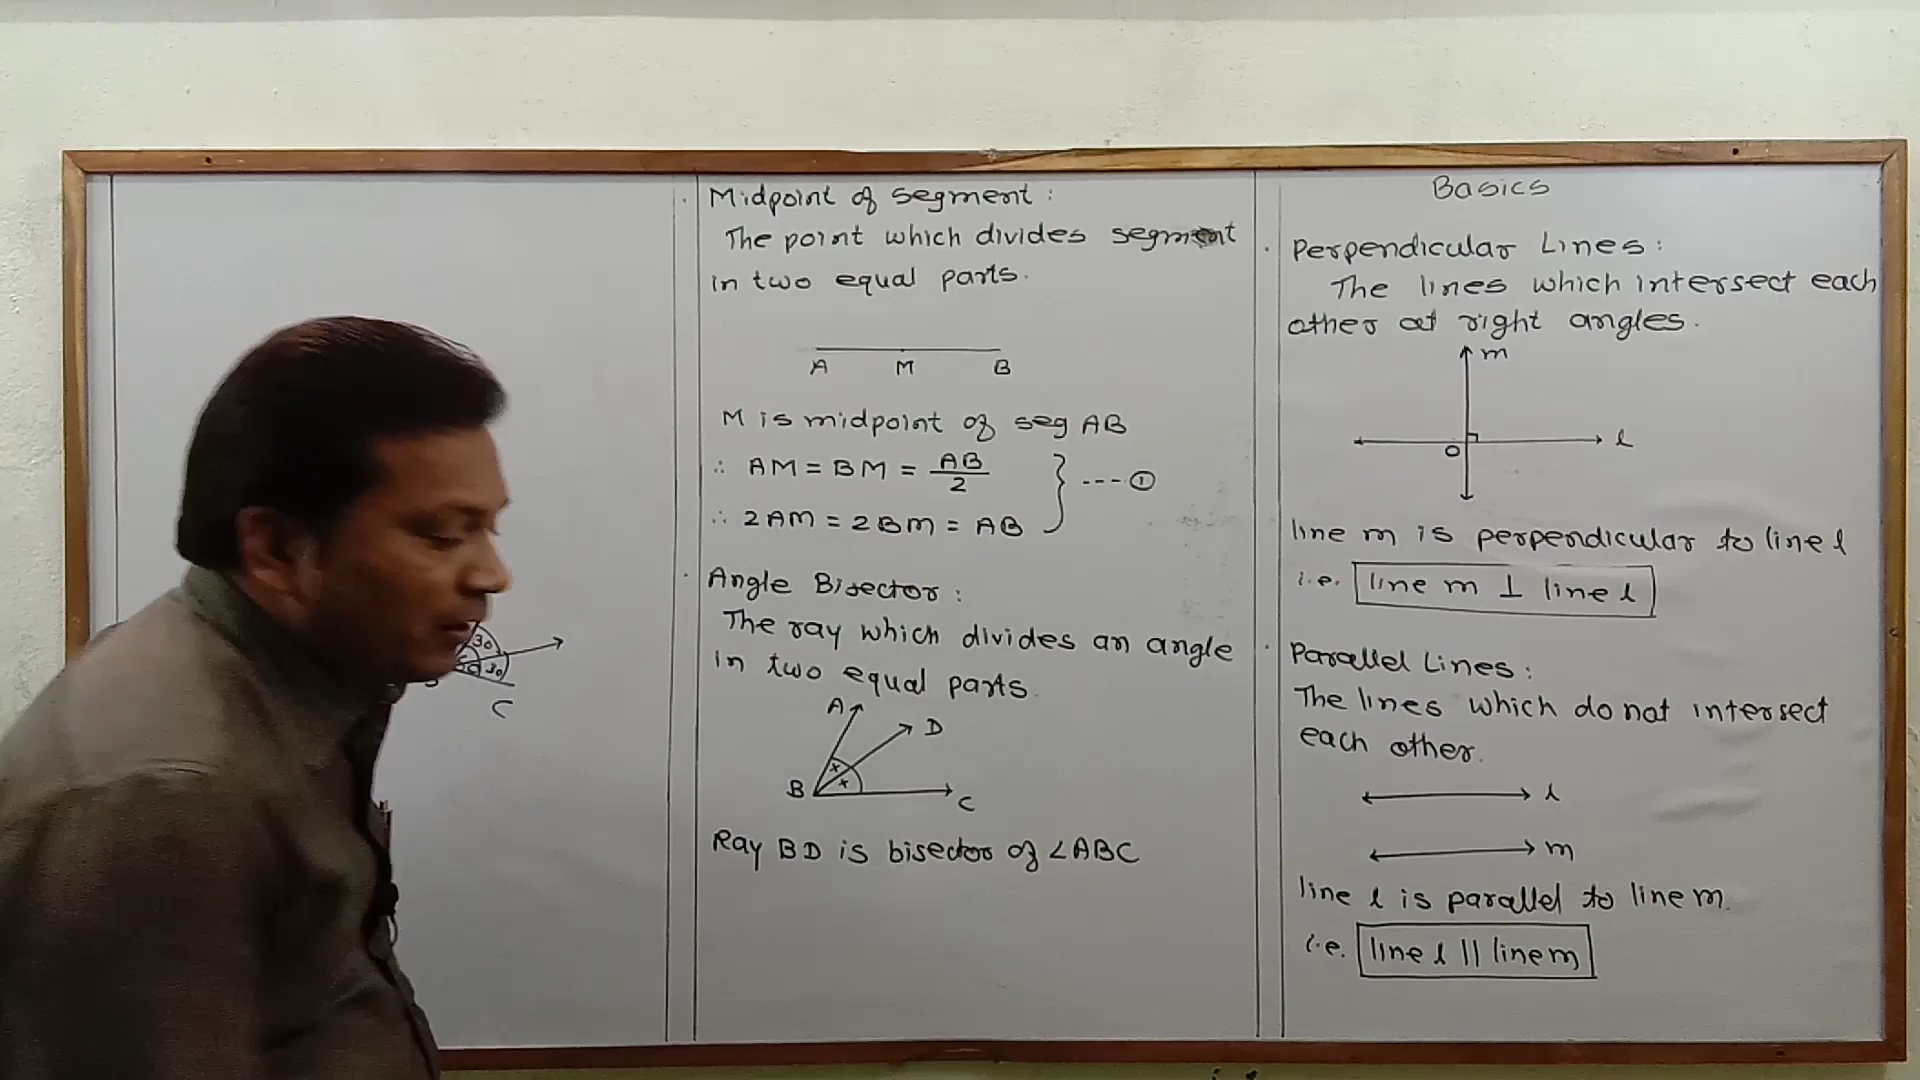 Midpoint of segment:
The point which divides segment
in two equal parts.
A M B
M is midpoint of seg AB
∴ AM = BM = AB/2
∴ 2AM = 2BM = AB } ---- ①
Angle Bisector:
The ray which divides an angle
in two equal parts.
A
D
x
x
B
C
Ray BD is bisector of ∠ABC
Basics
Perpendicular Lines:
The lines which intersect each
other at right angles.
m
l
O
line m is perpendicular to line l
i.e. line m ⊥ line l
Parallel Lines:
The lines which do not intersect
each other.
l
m
line l is parallel to line m.
i.e. line l || line m
30
30
C